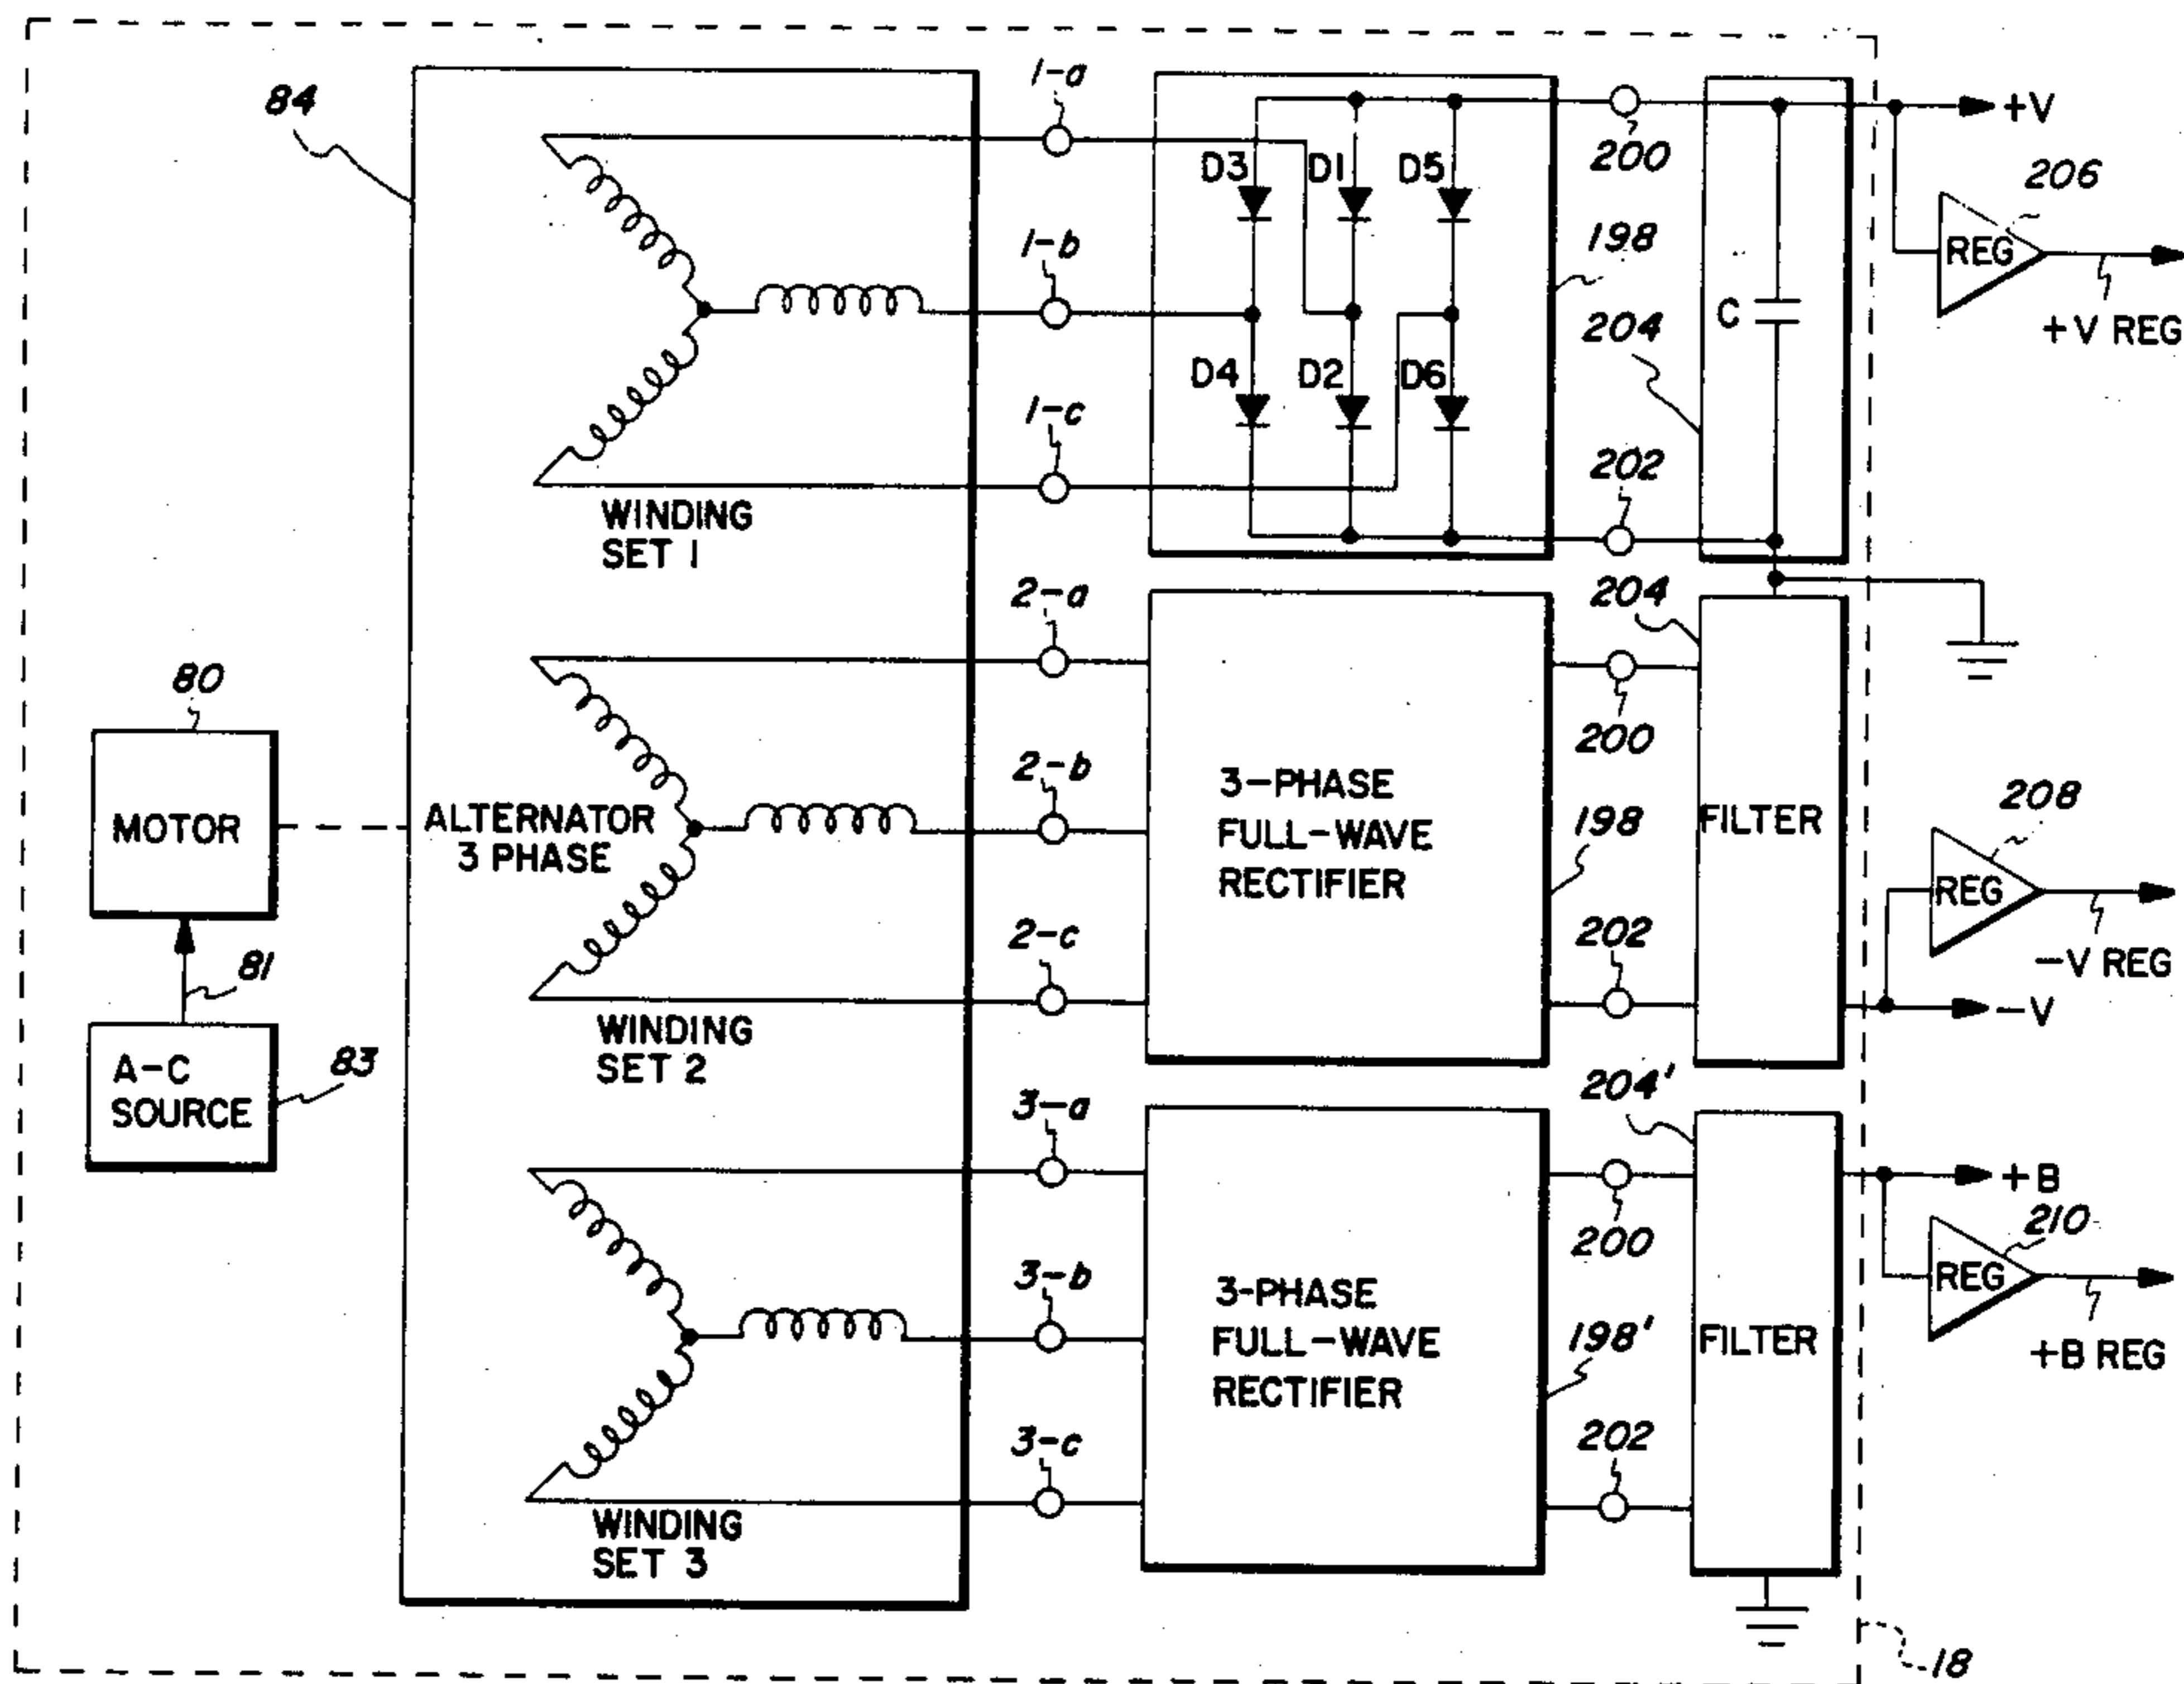 84
1-a
+V
200
206
D3
D1
D5
198
REG
1-b
204
C
+V REG
D4
D2
D6
1-c
202
WINDING
SET 1
2-a
204
80
2-b
200
3-PHASE
FULL-WAVE
RECTIFIER
208
MOTOR
ALTERNATOR
3 PHASE
198
FILTER
REG
2-c
202
81
-V REG
WINDING
SET 2
-V
A-C
SOURCE
83
204'
3-a
+B
210
200
REG
3-b
3-PHASE
FULL-WAVE
RECTIFIER
198'
FILTER
+B REG
3-c
202
WINDING
SET 3
18